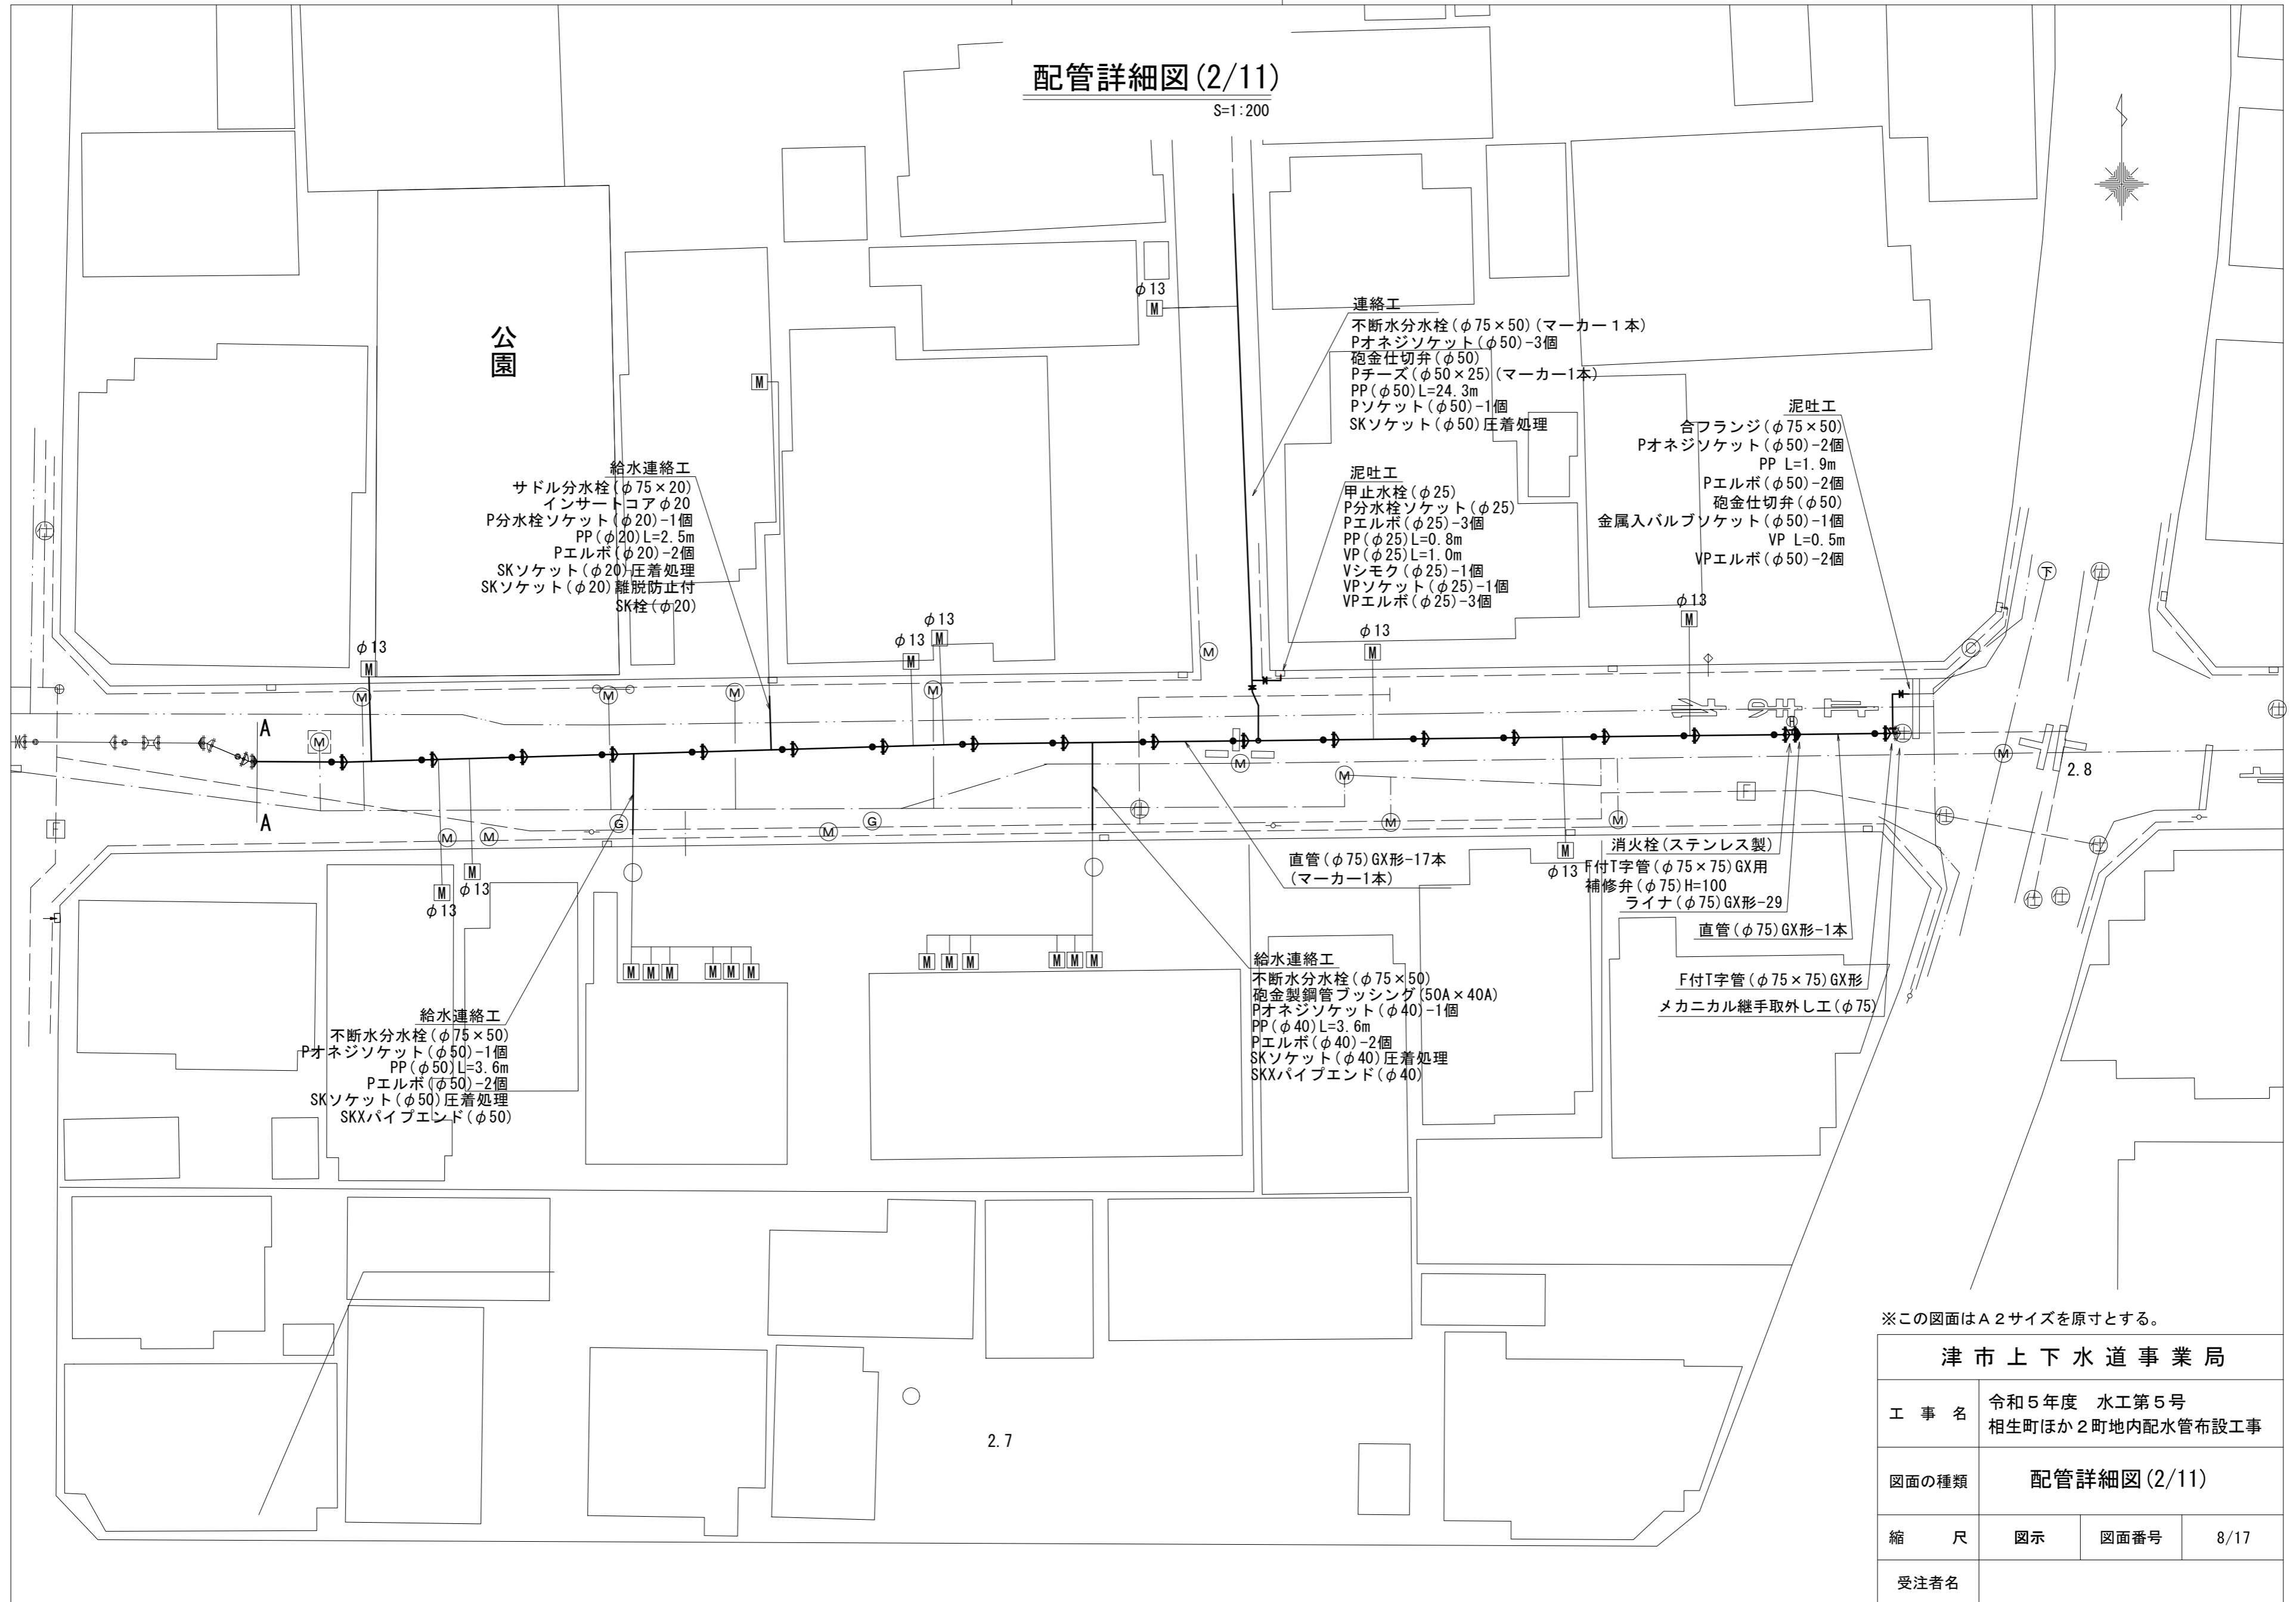 配管詳細図(2/11)
S=1:200
公園
φ13
M
連絡工
不断水分水栓(φ75×50)(マーカー1本)
Pオネジソケット(φ50)-3個
砲金仕切弁(φ50)
Pチーズ(φ50×25)(マーカー1本)
PP(φ50)L=24.3m
Pソケット(φ50)-1個
SKソケット(φ50)圧着処理
M
泥吐工
合フランジ(φ75×50)
Pオネジソケット(φ50)-2個
PP L=1.9m
Pエルボ(φ50)-2個
砲金仕切弁(φ50)
金属入バルブソケット(φ50)-1個
VP L=0.5m
VPエルボ(φ50)-2個
給水連絡工
サドル分水栓(φ75×20)
インサートコアφ20
P分水栓ソケット(φ20)-1個
PP(φ20)L=2.5m
Pエルボ(φ20)-2個
SKソケット(φ20)圧着処理
SKソケット(φ20)離脱防止付
SK栓(φ20)
泥吐工
甲止水栓(φ25)
P分水栓ソケット(φ25)
Pエルボ(φ25)-3個
PP(φ25)L=0.8m
VP(φ25)L=1.0m
Vシモク(φ25)-1個
VPソケット(φ25)-1個
VPエルボ(φ25)-3個
仕
下
仕
φ13
M
φ13
M
φ13
M
φ13
M
φ13
M
M
C
M
M
M
M
仕
A
M
H
仕
M
M
M
2.8
A
F
F
M
M
G
M
G
仕
M
M
仕
仕
M
φ13
M
φ13
直管(φ75)GX形-17本
(マーカー1本)
M
φ13
消火栓(ステンレス製)
F付T字管(φ75×75)GX用
補修弁(φ75)H=100
ライナ(φ75)GX形-29
直管(φ75)GX形-1本
F付T字管(φ75×75)GX形
メカニカル継手取外し工(φ75)
仕
仕
M M M M M M
M M M M M M
給水連絡工
不断水分水栓(φ75×50)
砲金製鋼管ブッシング(50A×40A)
Pオネジソケット(φ40)-1個
PP(φ40)L=3.6m
Pエルボ(φ40)-2個
SKソケット(φ40)圧着処理
SKXパイプエンド(φ40)
給水連絡工
不断水分水栓(φ75×50)
Pオネジソケット(φ50)-1個
PP(φ50)L=3.6m
Pエルボ(φ50)-2個
SKソケット(φ50)圧着処理
SKXパイプエンド(φ50)
2.7
※この図面はA2サイズを原寸とする。
津市上下水道事業局
工事名
令和5年度 水工第5号
相生町ほか2町地内配水管布設工事
図面の種類
配管詳細図(2/11)
縮尺
図示
図面番号
8/17
受注者名